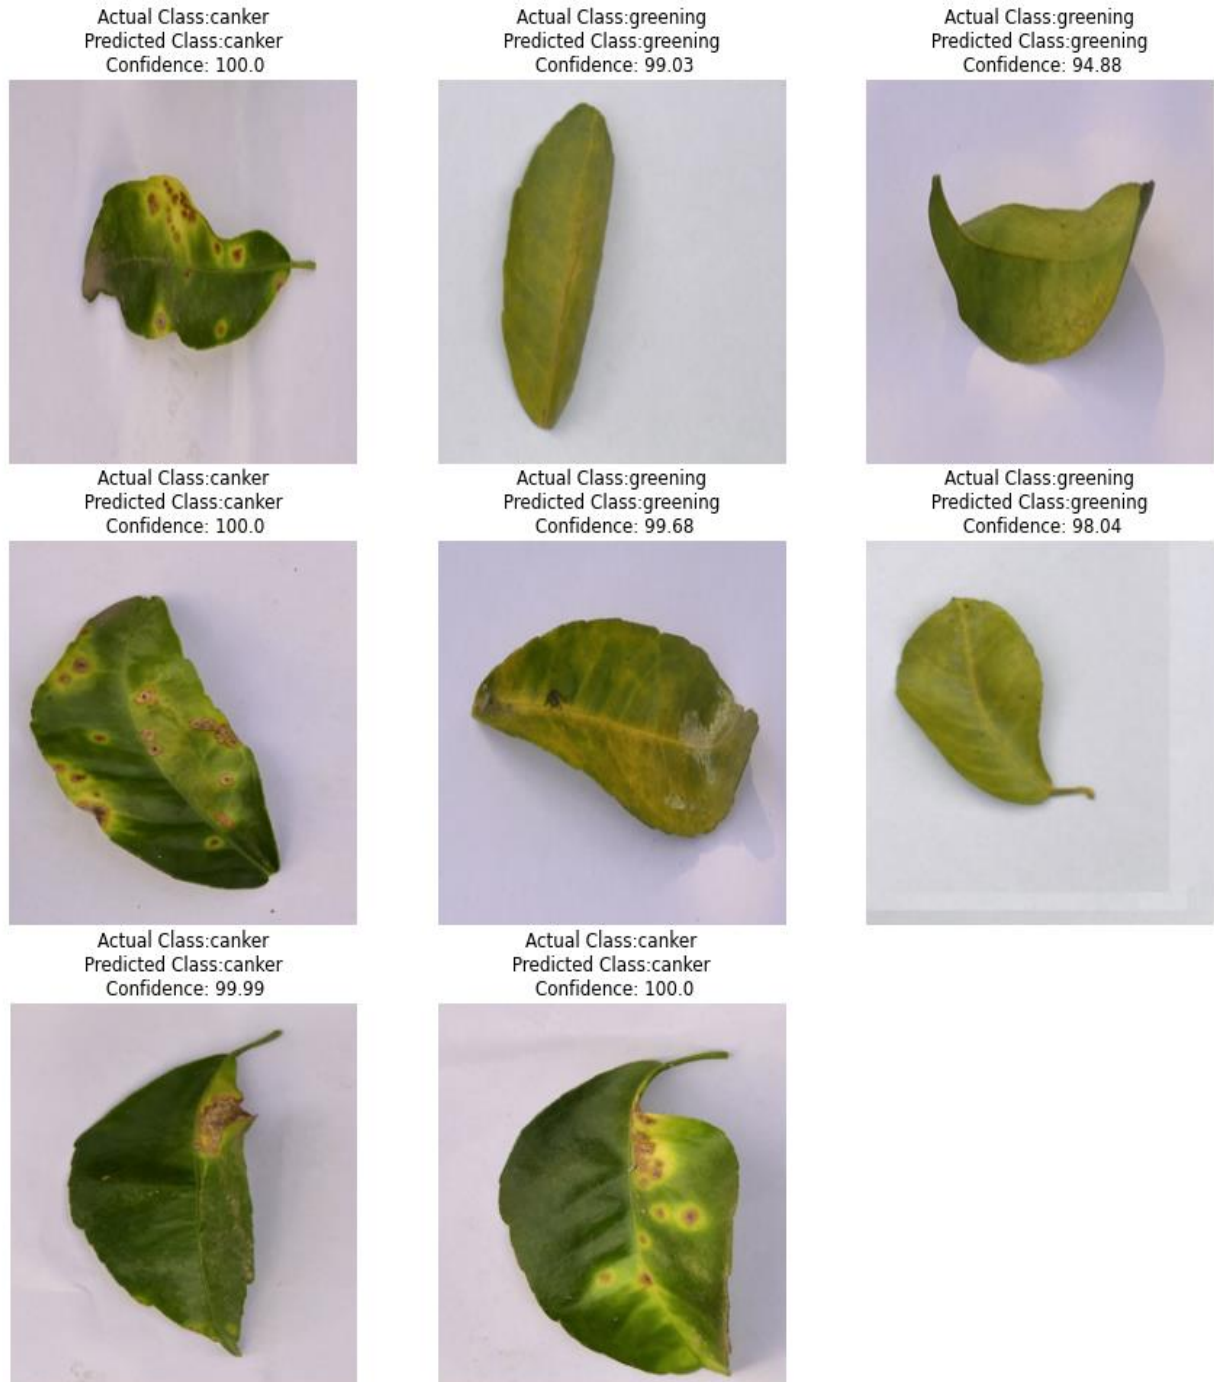 Actual Class:canker
Predicted Class:canker
Confidence: 100.0
Actual Class:greening
Predicted Class:greening
Confidence: 99.03
Actual Class:greening
Predicted Class:greening
Confidence: 94.88
Actual Class:canker
Predicted Class:canker
Confidence: 100.0
Actual Class:greening
Predicted Class:greening
Confidence: 99.68
Actual Class:greening
Predicted Class:greening
Confidence: 98.04
Actual Class:canker
Predicted Class:canker
Confidence: 99.99
Actual Class:canker
Predicted Class:canker
Confidence: 100.0